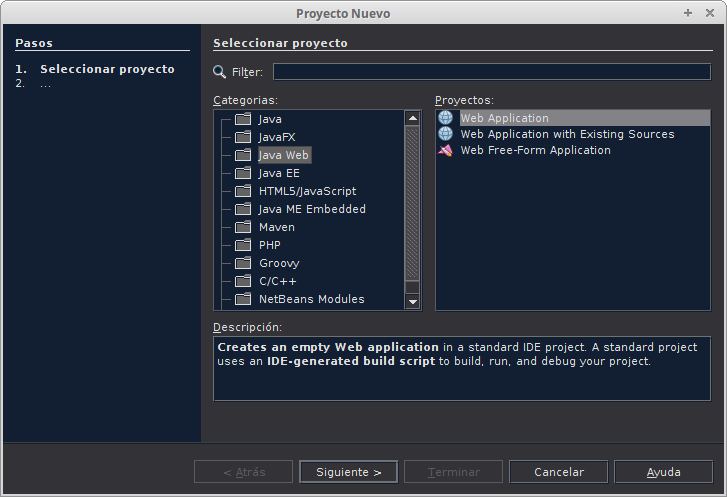 Proyecto Nuevo
Pasos
1. Seleccionar proyecto
2. ...
Seleccionar proyecto
Filter:
Categorías:
Java
JavaFX
Java Web
Java EE
HTML5/JavaScript
Java ME Embedded
Maven
PHP
Groovy
C/C++
NetBeans Modules
Proyectos:
Web Application
Web Application with Existing Sources
Web Free-Form Application
Descripción:
Creates an empty Web application in a standard IDE project. A standard project
uses an IDE-generated build script to build, run, and debug your project.
< Atrás
Siguiente >
Terminar
Cancelar
Ayuda